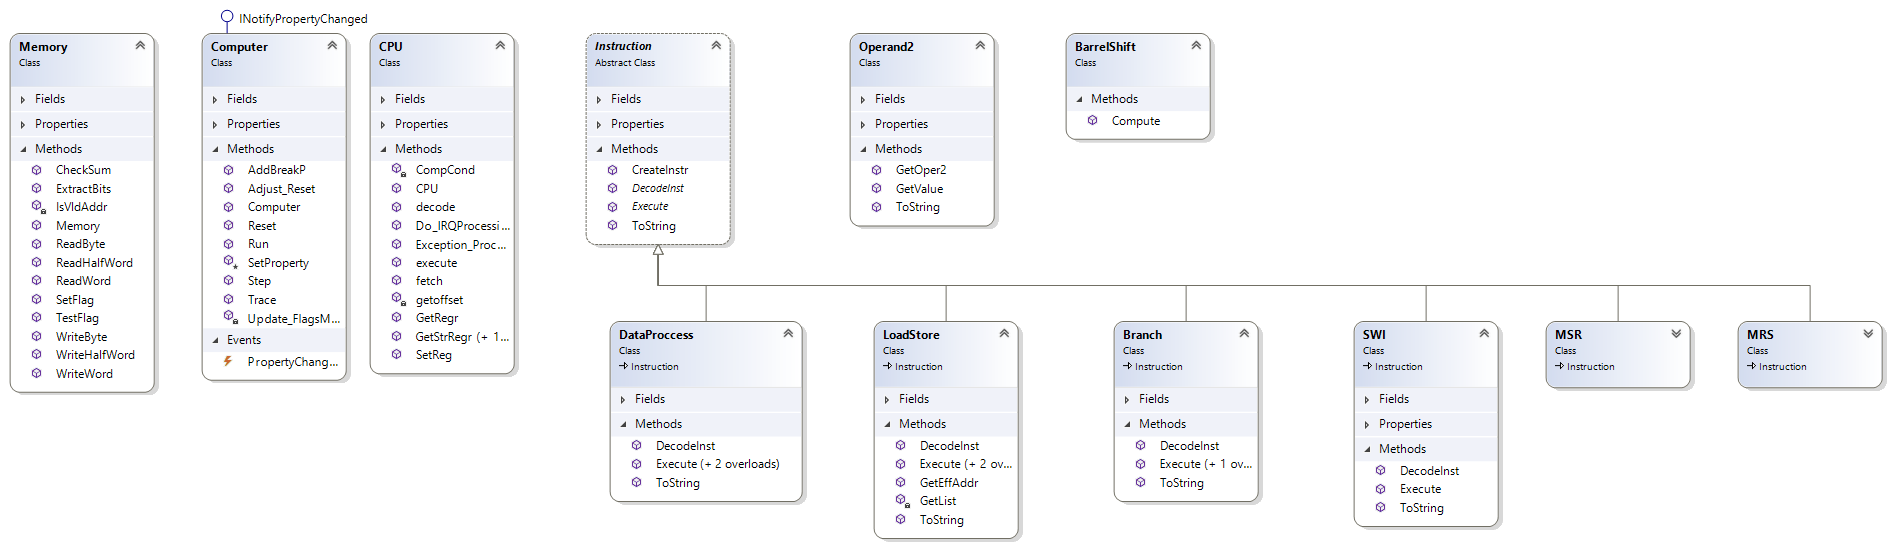 INotifyPropertyChanged
Memory
Class
Fields
Properties
Methods
CheckSum
ExtractBits
IsVldAddr
Memory
ReadByte
ReadHalfWord
ReadWord
SetFlag
TestFlag
WriteByte
WriteHalfWord
WriteWord
Computer
Class
Fields
Properties
Methods
AddBreakP
Adjust_Reset
Computer
Reset
Run
SetProperty
Step
Trace
Update_FlagsM...
Events
PropertyChang...
CPU
Class
Fields
Properties
Methods
CompCond
CPU
decode
Do_IRQProcessi...
Exception_Proc...
execute
fetch
getoffset
GetRegr
GetStrRegr (+ 1...
SetReg
Instruction
Abstract Class
Fields
Properties
Methods
CreateInstr
DecodeInst
Execute
ToString
Operand2
Class
Fields
Properties
Methods
GetOper2
GetValue
ToString
BarrelShift
Class
Methods
Compute
DataProccess
Class
Instruction
Fields
Methods
DecodeInst
Execute (+ 2 overloads)
ToString
LoadStore
Class
Instruction
Fields
Methods
DecodeInst
Execute (+ 2 ov...
GetEffAddr
GetList
ToString
Branch
Class
Instruction
Fields
Methods
DecodeInst
Execute (+ 1 ov...
ToString
SWI
Class
Instruction
Fields
Properties
Methods
DecodeInst
Execute
ToString
MSR
Class
Instruction
MRS
Class
Instruction